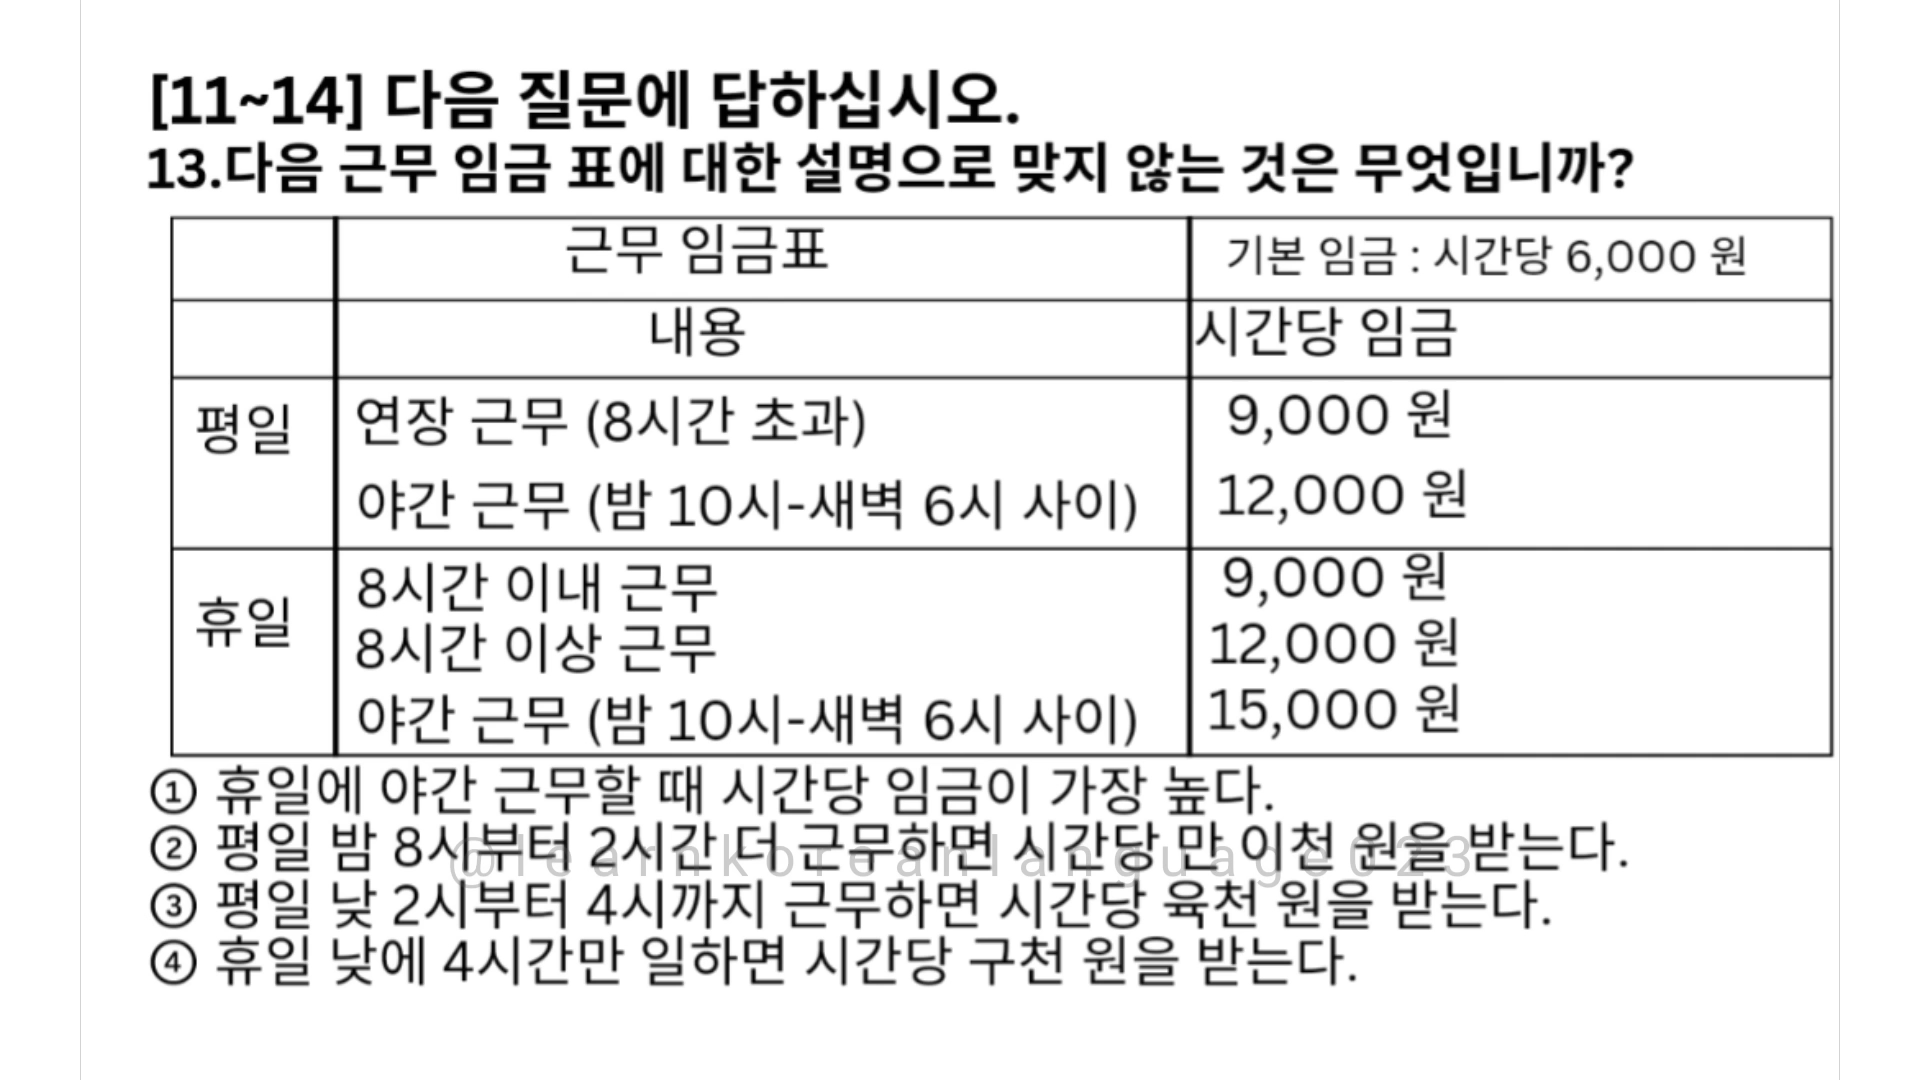 [11~14] 다음 질문에 답하십시오.
13.다음 근무 임금 표에 대한 설명으로 맞지 않는 것은 무엇입니까?
근무 임금표 기본 임금 : 시간당 6,000 원
내용 시간당 임금
평일 연장 근무 (8시간 초과) 9,000 원
야간 근무 (밤 10시-새벽 6시 사이) 12,000 원
휴일 8시간 이내 근무 9,000 원
8시간 이상 근무 12,000 원
야간 근무 (밤 10시-새벽 6시 사이) 15,000 원
① 휴일에 야간 근무할 때 시간당 임금이 가장 높다.
② 평일 밤 8시부터 2시간 더 근무하면 시간당 만 이천 원을 받는다.
@learnkoreanlanguage023
③ 평일 낮 2시부터 4시까지 근무하면 시간당 육천 원을 받는다.
④ 휴일 낮에 4시간만 일하면 시간당 구천 원을 받는다.